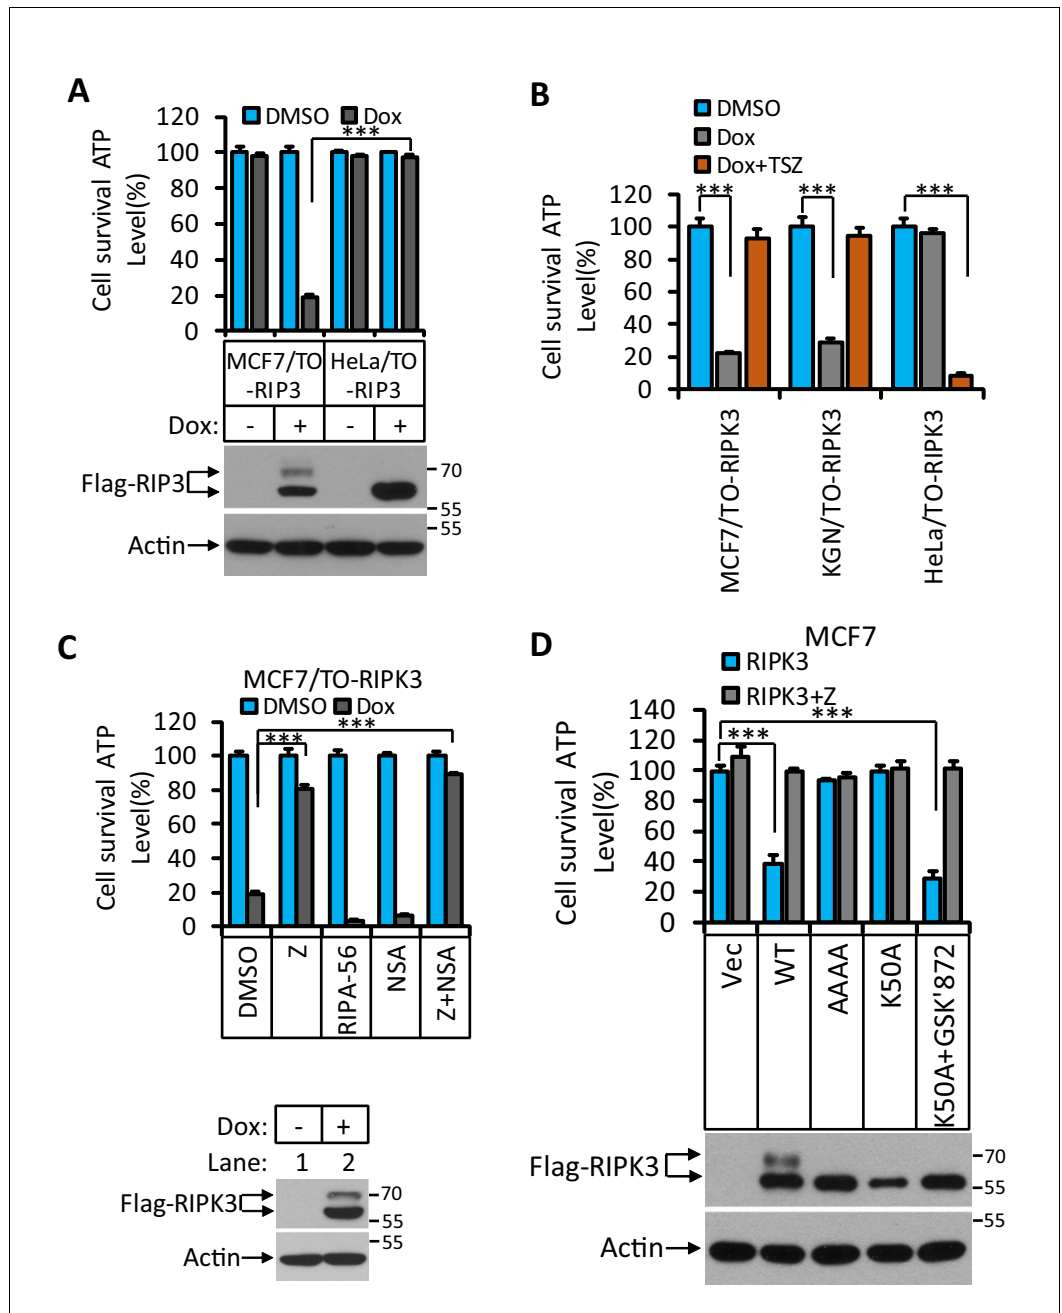 A
DMSO Dox
***
Cell survival ATP
Level(%)
120
100
80
60
40
20
0
MCF7/TO
-RIP3
HeLa/TO
-RIP3
Dox: - + - +
Flag-RIP3
70
55
55
Actin
B
DMSO
Dox
Dox+TSZ
*** *** ***
Cell survival ATP
Level(%)
120
100
80
60
40
20
0
MCF7/TO-RIPK3
KGN/TO-RIPK3
HeLa/TO-RIPK3
C
MCF7/TO-RIPK3
DMSO Dox
***
***
Cell survival ATP
Level(%)
120
100
80
60
40
20
0
DMSO
Z
RIPA-56
NSA
Z+NSA
Dox: - +
Lane: 1 2
Flag-RIPK3
70
55
55
Actin
D
MCF7
RIPK3
RIPK3+Z
***
***
Cell survival ATP
Level(%)
140
120
100
80
60
40
20
0
Vec
WT
AAAA
K50A
K50A+GSK'872
Flag-RIPK3
70
55
55
Actin